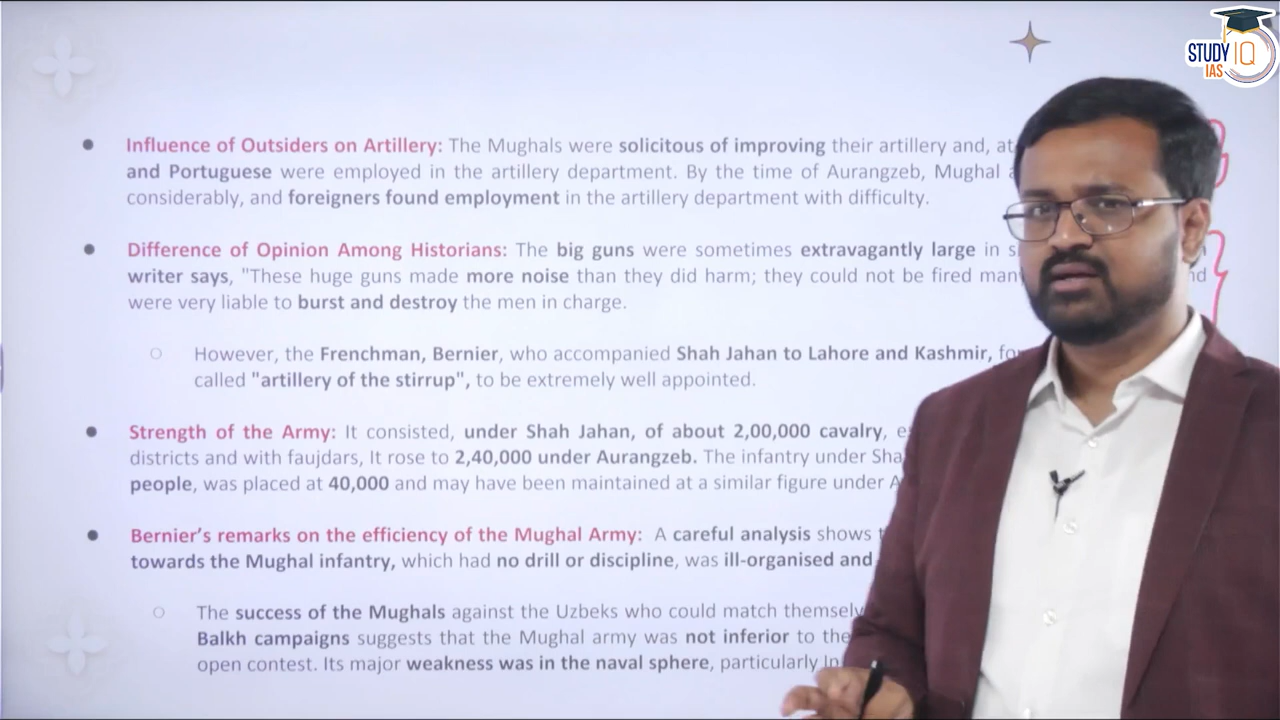 STUDY IQ
IAS
Influence of Outsiders on Artillery: The Mughals were solicitous of improving their artillery and, at
and Portuguese were employed in the artillery department. By the time of Aurangzeb, Mughal
considerably, and foreigners found employment in the artillery department with difficulty.
Difference of Opinion Among Historians: The big guns were sometimes extravagantly large in
writer says, "These huge guns made more noise than they did harm; they could not be fired
were very liable to burst and destroy the men in charge.
However, the Frenchman, Bernier, who accompanied Shah Jahan to Lahore and Kashmir,
called "artillery of the stirrup", to be extremely well appointed.
Strength of the Army: It consisted, under Shah Jahan, of about 2,00,000 cavalry,
districts and with faujdars, It rose to 2,40,000 under Aurangzeb. The infantry under
people, was placed at 40,000 and may have been maintained at a similar figure under
Bernier's remarks on the efficiency of the Mughal Army: A careful analysis shows
towards the Mughal infantry, which had no drill or discipline, was ill-organised and
The success of the Mughals against the Uzbeks who could match
Balkh campaigns suggests that the Mughal army was not inferior to
open contest. Its major weakness was in the naval sphere, particularly